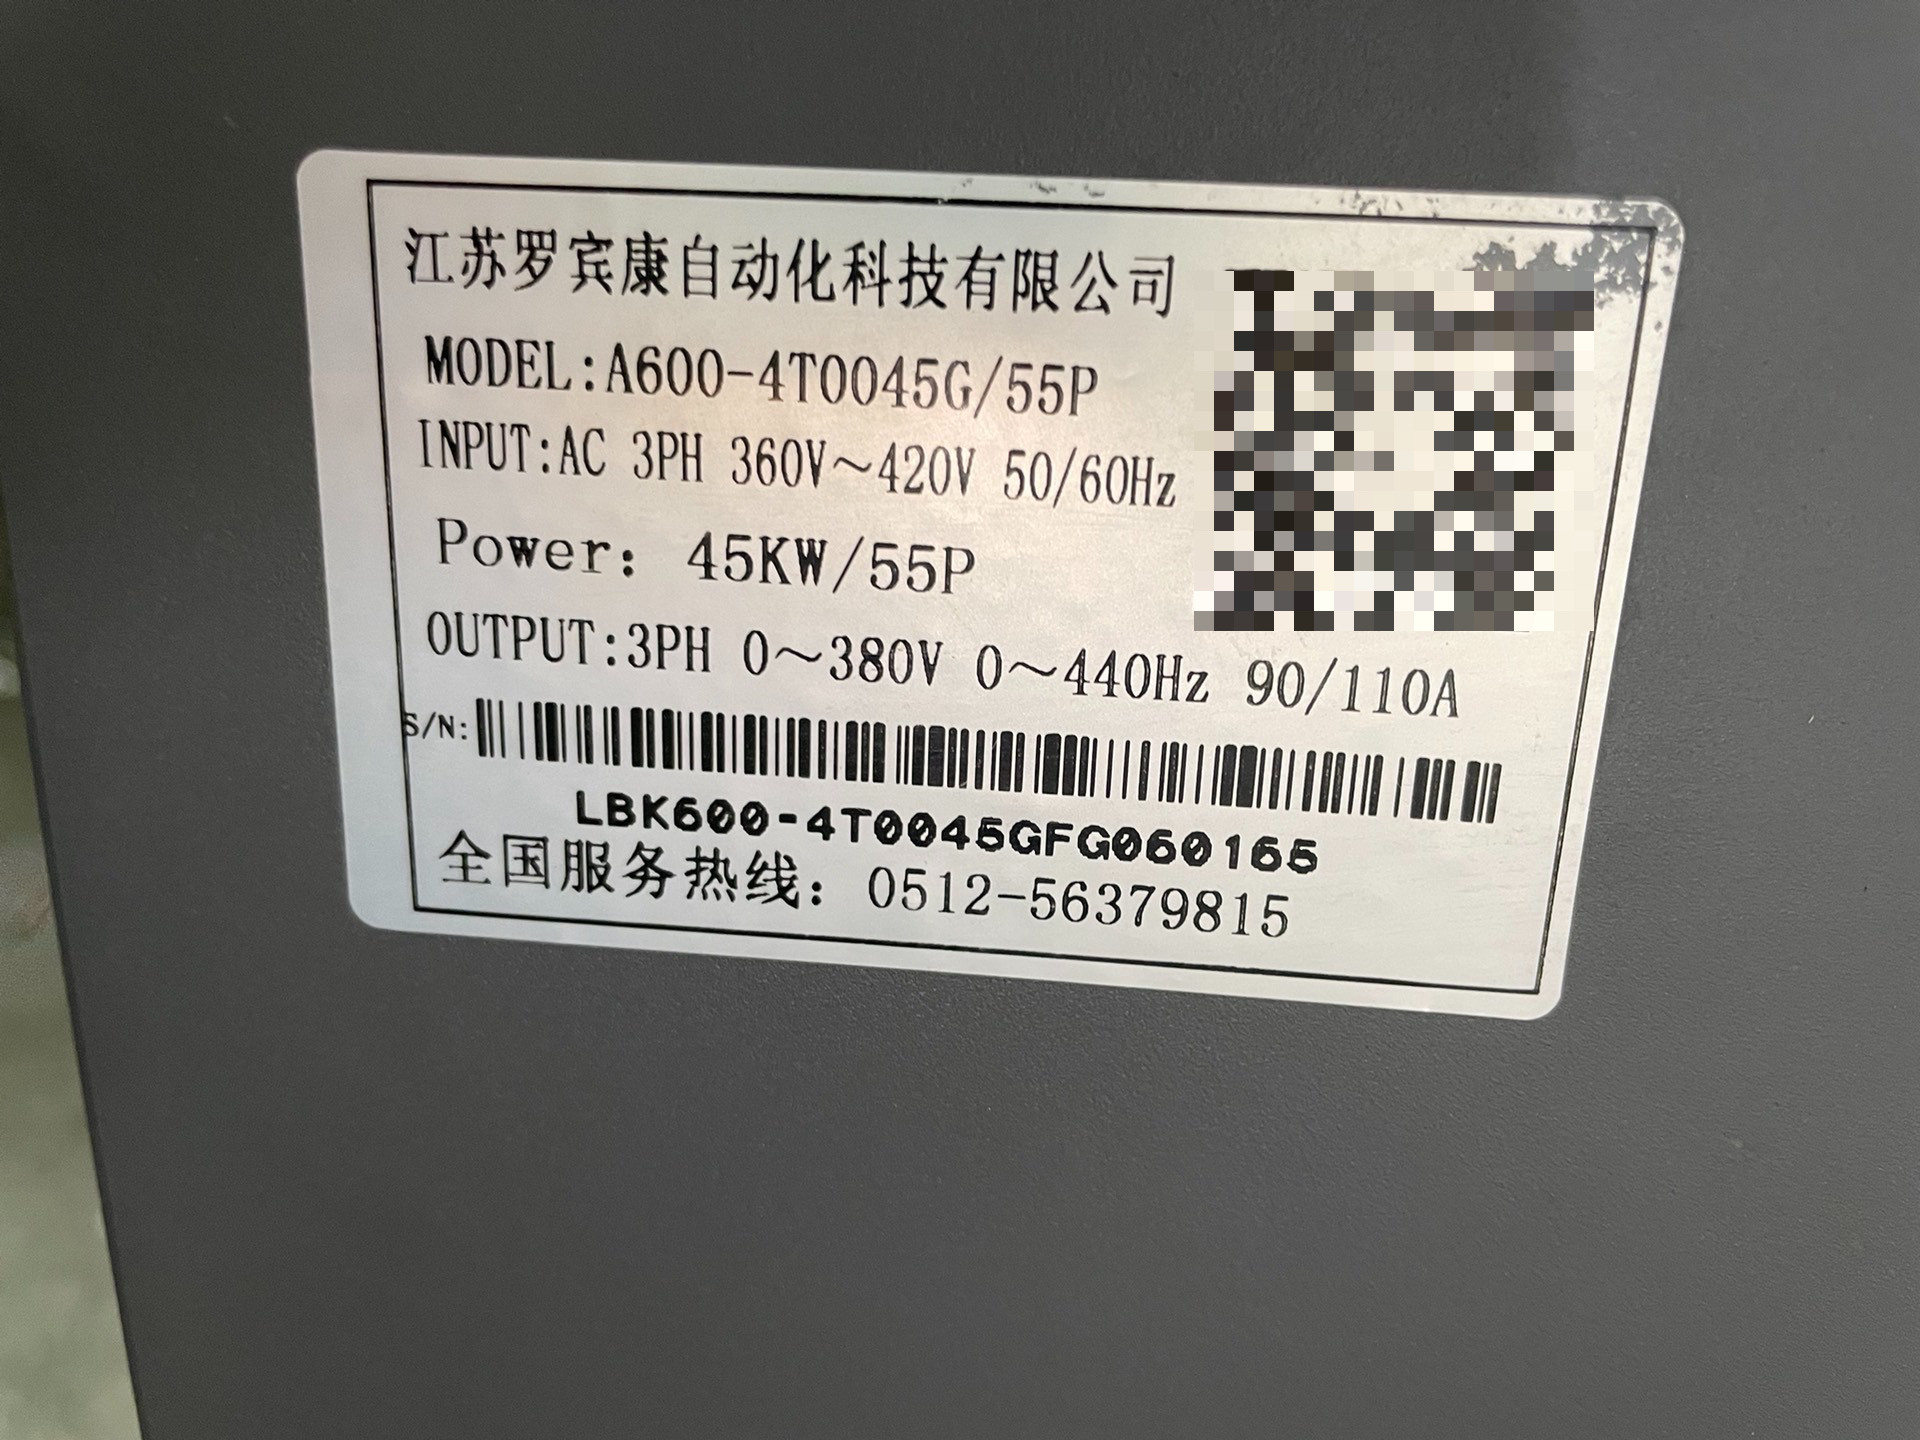 江苏罗宾康自动化科技有限公司
MODEL:A600-4T0045G/55P
INPUT:AC 3PH 360V～420V 50/60Hz
Power： 45KW/55P
OUTPUT:3PH 0～380V 0～440Hz 90/110A
S/N:
LBK600-4T0045GFG060165
全国服务热线：0512-56379815